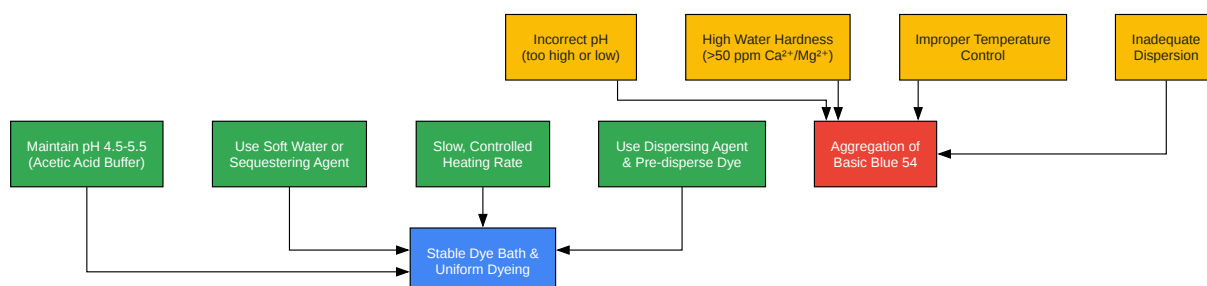 Incorrect pH
(too high or low)
High Water Hardness
(>50 ppm Ca²⁺/Mg²⁺)
Improper Temperature
Control
Inadequate
Dispersion
Maintain pH 4.5-5.5
(Acetic Acid Buffer)
Use Soft Water or
Sequestering Agent
Slow, Controlled
Heating Rate
Use Dispersing Agent
& Pre-disperse Dye
Aggregation of
Basic Blue 54
Stable Dye Bath &
Uniform Dyeing